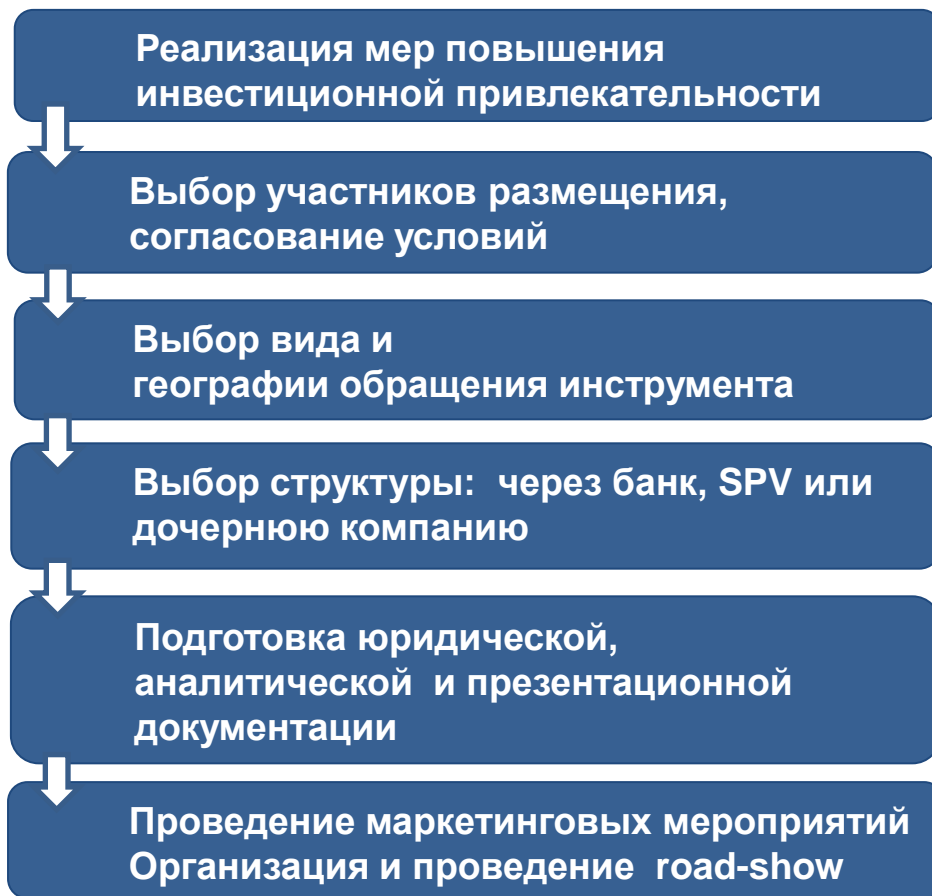 Реализация мер повышения
инвестиционной привлекательности
Выбор участников размещения,
согласование условий
Выбор вида и
географии обращения инструмента
Выбор структуры: через банк, SPV или
дочернюю компанию
Подготовка юридической,
аналитической и презентационной
документации
Проведение маркетинговых мероприятий
Организация и проведение road-show